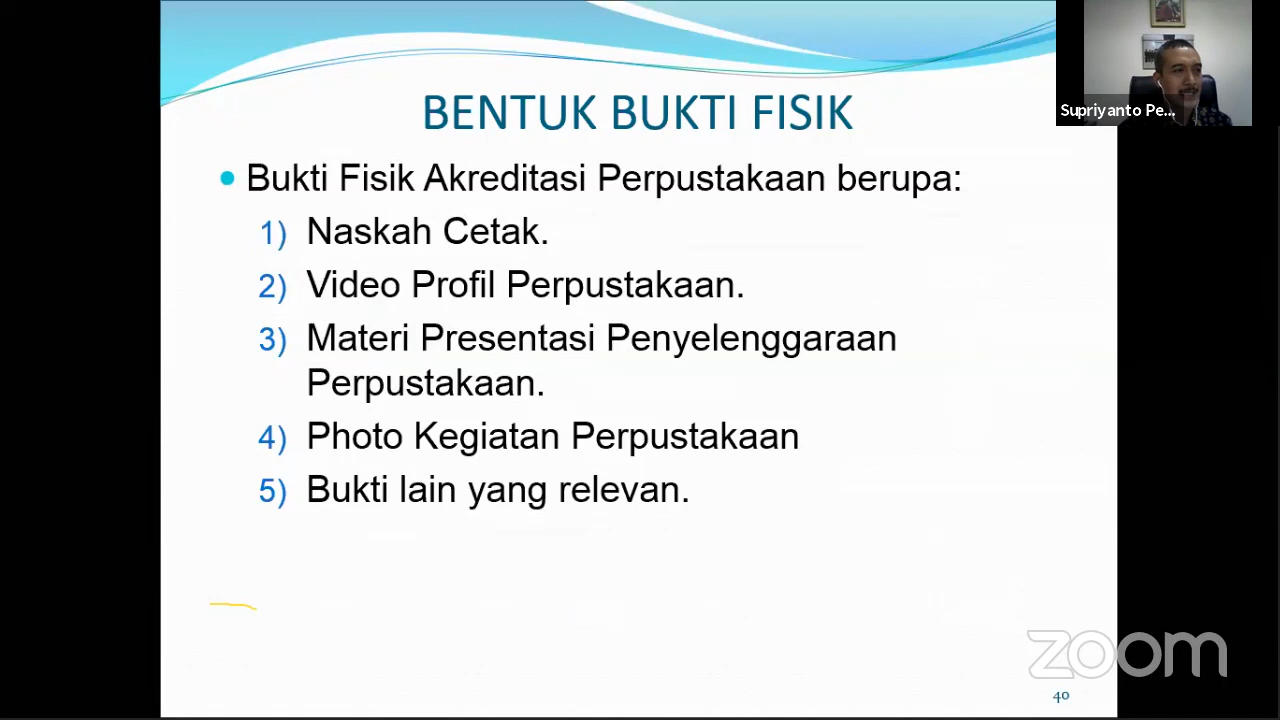 BENTUK BUKTI FISIK
Supriyanto Pe...
Bukti Fisik Akreditasi Perpustakaan berupa:
1) Naskah Cetak.
2) Video Profil Perpustakaan.
3) Materi Presentasi Penyelenggaraan
Perpustakaan.
4) Photo Kegiatan Perpustakaan
5) Bukti lain yang relevan.
zoom
40